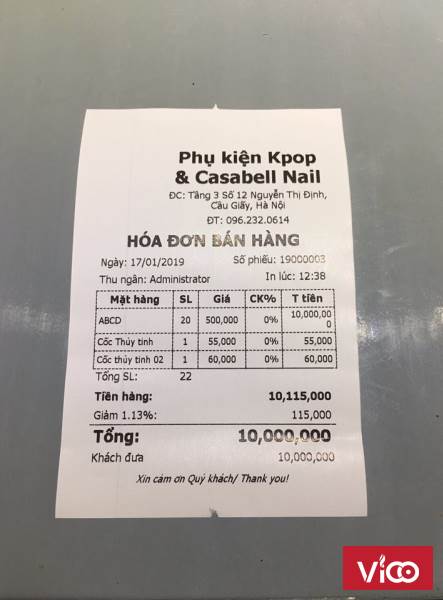 Phụ kiện Kpop
& Casabell Nail
ĐC: Tầng 3 Số 12 Nguyễn Thị Định,
Cầu Giấy, Hà Nội
ĐT: 096.232.0614
HÓA ĐƠN BÁN HÀNG
Ngày: 17/01/2019 Số phiếu: 19000003
Thu ngân: Administrator In lúc: 12:38
Mặt hàng SL Giá CK% T tiền
ABCD 20 500,000 0% 10,000,00
0
Cốc Thủy tinh 1 55,000 0% 55,000
Cốc thủy tinh 02 1 60,000 0% 60,000
Tổng SL: 22
Tiền hàng: 10,115,000
Giảm 1.13%: 115,000
Tổng: 10,000,000
Khách đưa 10,000,000
Xin cảm ơn Quý khách/ Thank you!
ViCO